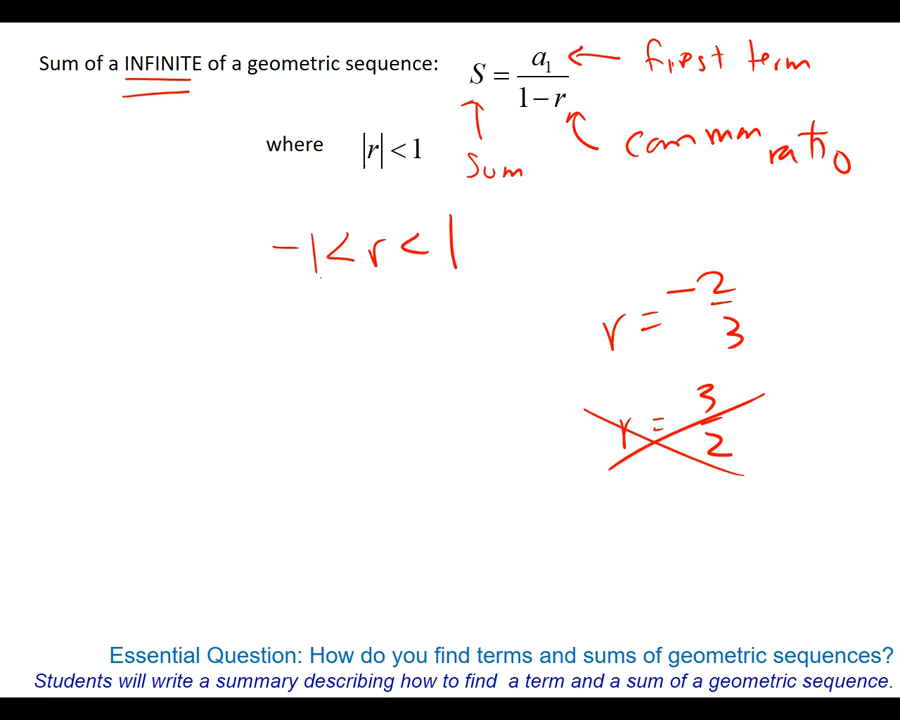 Sum of a INFINITE of a geometric sequence:
S = a₁ / (1 − r)
← first term
common ratio
sum
where |r| < 1
-1 < r < 1
r = -2/3
r = 3/2
Essential Question: How do you find terms and sums of geometric sequences?
Students will write a summary describing how to find a term and a sum of a geometric sequence.